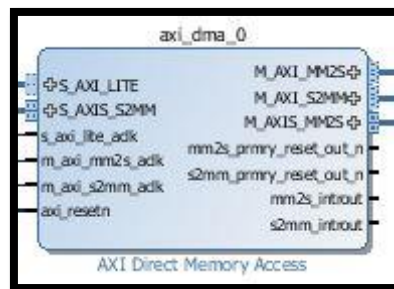 axi_dma_0
S_AXI_LITE
S_AXIS_S2MM
s_axi_lite_aclk
m_axi_mm2s_aclk
m_axi_s2mm_aclk
axi_resetn
M_AXI_MM2S
M_AXI_S2MM
M_AXIS_MM2S
mm2s_prmry_reset_out_n
s2mm_prmry_reset_out_n
mm2s_introut
s2mm_introut
AXI Direct Memory Access